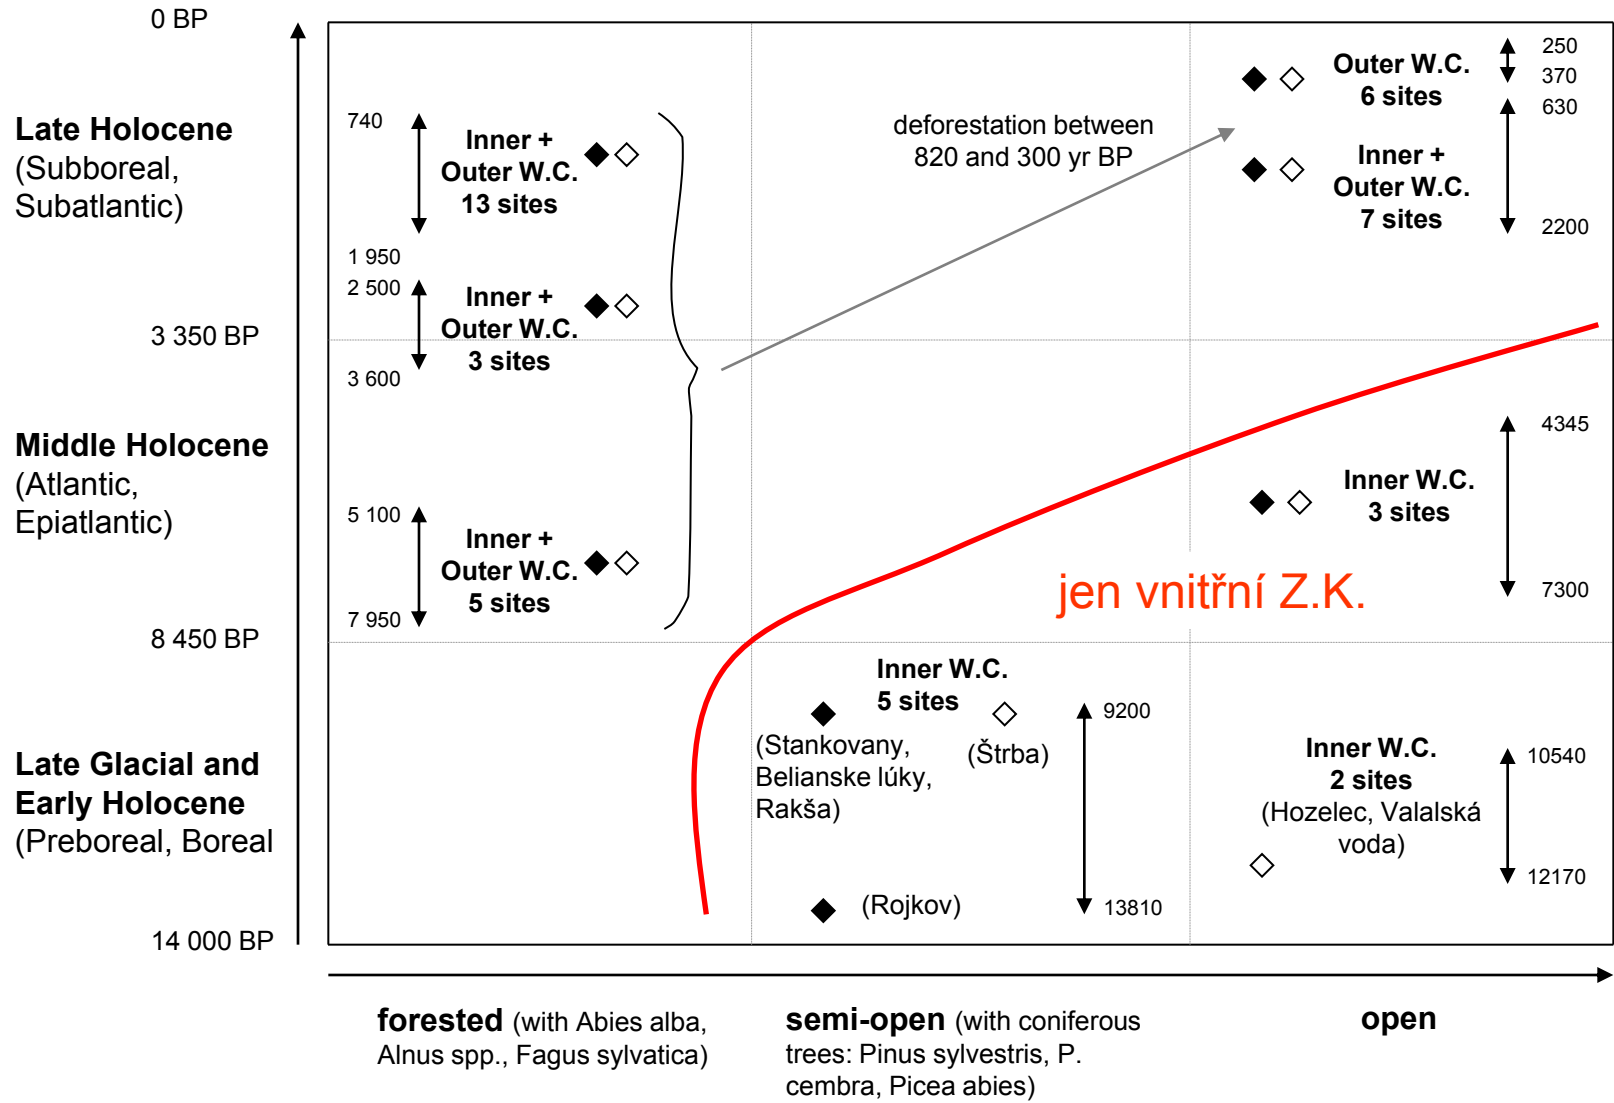 0 BP
Late Holocene
(Subboreal,
Subatlantic)
3 350 BP
Middle Holocene
(Atlantic,
Epiatlantic)
8 450 BP
Late Glacial and
Early Holocene
(Preboreal, Boreal
14 000 BP
740
Inner +
Outer W.C.
13 sites
1 950
2 500
Inner +
Outer W.C.
3 sites
3 600
5 100
Inner +
Outer W.C.
5 sites
7 950
deforestation between
820 and 300 yr BP
Outer W.C.
6 sites
250
370
630
Inner +
Outer W.C.
7 sites
2200
4345
Inner W.C.
3 sites
7300
jen vnitřní Z.K.
Inner W.C.
5 sites
(Stankovany,
Belianske lúky,
Rakša)
(Štrba)
9200
(Rojkov)
13810
Inner W.C.
2 sites
(Hozelec, Valalská
voda)
10540
12170
forested (with Abies alba,
Alnus spp., Fagus sylvatica)
semi-open (with coniferous
trees: Pinus sylvestris, P.
cembra, Picea abies)
open